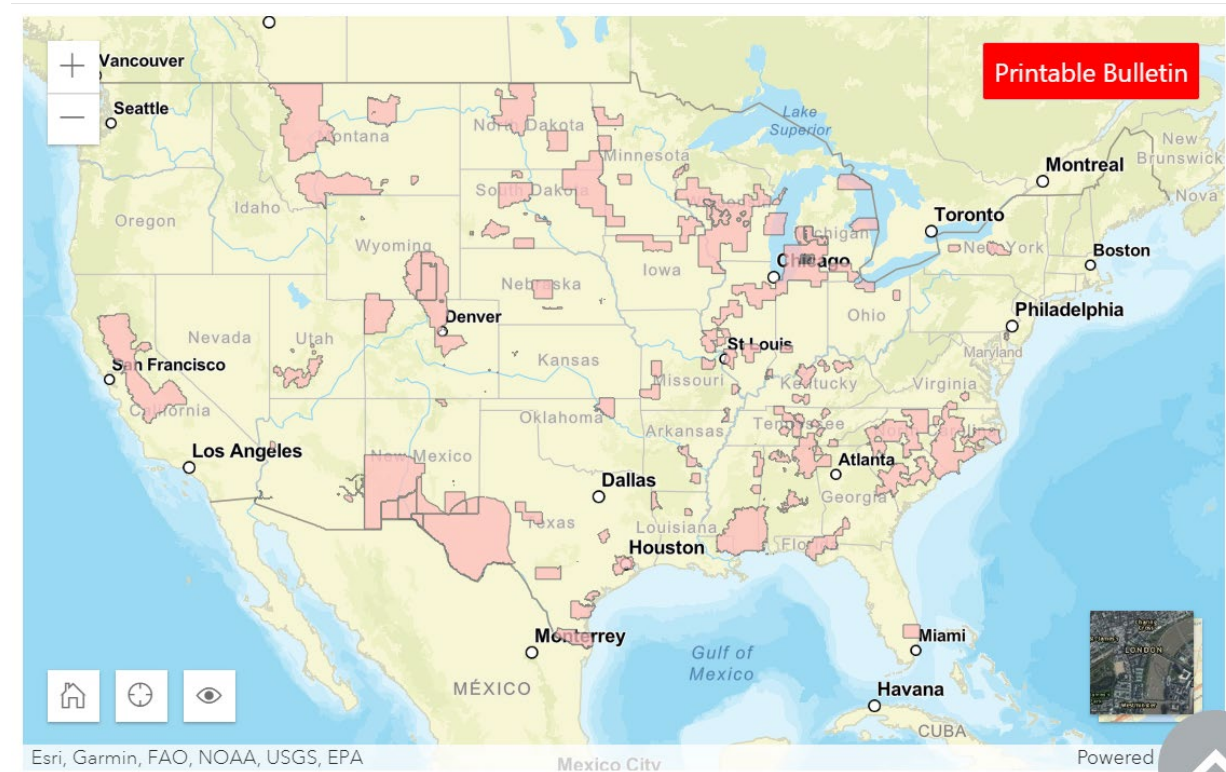 Vancouver
Printable Bulletin
Seattle
Lake
Superior
Montana
North Dakota
Minnesota
New
Brunswick
Montreal
South Dakota
Nova
Oregon
Idaho
Toronto
Michigan
Wyoming
New York
Boston
Chicago
Iowa
Nebraska
Philadelphia
Denver
Ohio
Nevada
Utah
St Louis
Maryland
San Francisco
Kansas
Missouri
Kentucky
Virginia
California
Oklahoma
Arkansas
Tennessee
Los Angeles
New Mexico
Atlanta
Dallas
Georgia
Texas
Louisiana
Houston
LONDON
Monterrey
Miami
Gulf of
Mexico
MÉXICO
Havana
CUBA
Esri, Garmin, FAO, NOAA, USGS, EPA
Mexico City
Powered